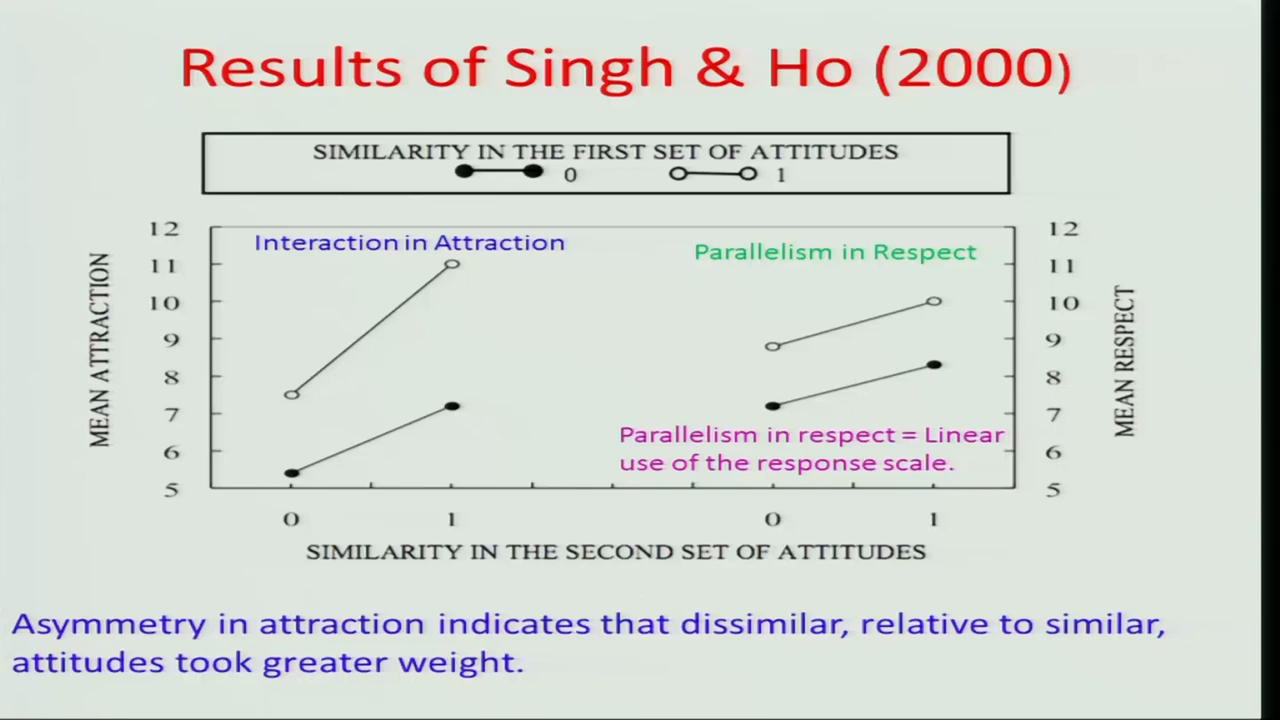 Results of Singh & Ho (2000)
SIMILARITY IN THE FIRST SET OF ATTITUDES
0 1
Interaction in Attraction
Parallelism in Respect
MEAN ATTRACTION
12
11
10
9
8
7
6
5
12
11
10
9
8
7
6
5
MEAN RESPECT
Parallelism in respect = Linear
use of the response scale.
0 1 0 1
SIMILARITY IN THE SECOND SET OF ATTITUDES
Asymmetry in attraction indicates that dissimilar, relative to similar,
attitudes took greater weight.